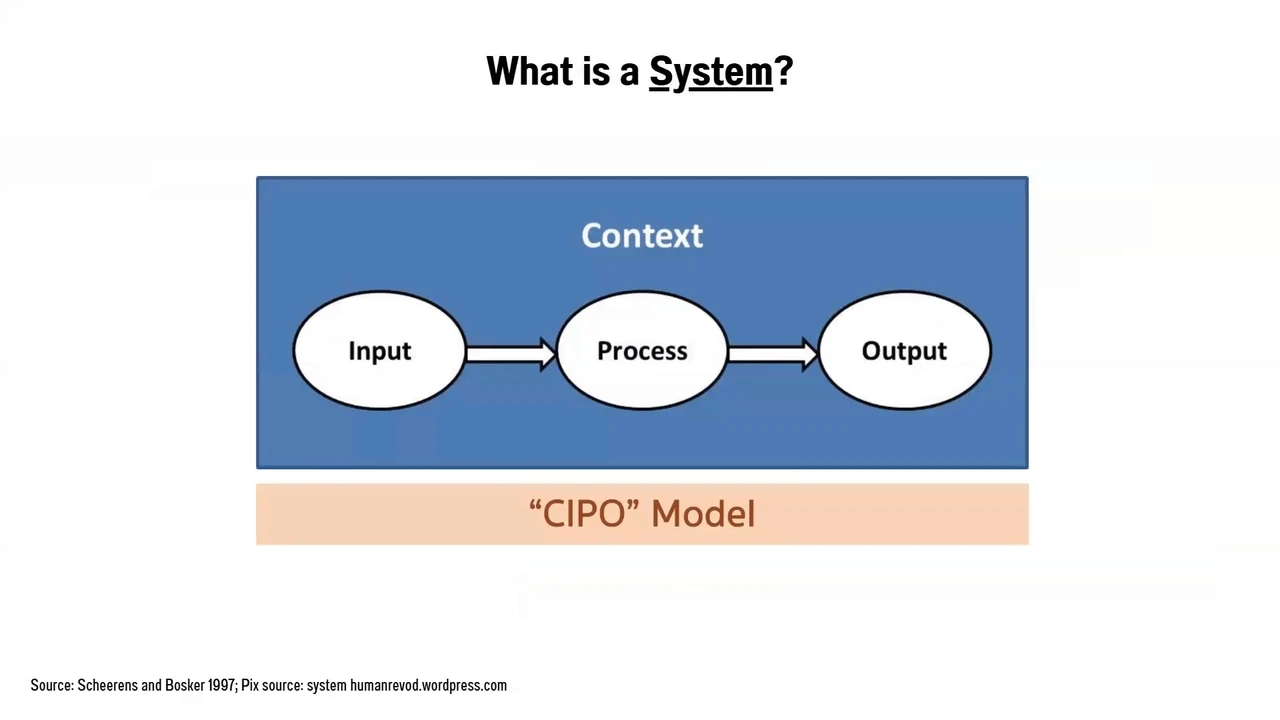 What is a System?
Context
Input
Process
Output
“CIPO” Model
Source: Scheerens and Bosker 1997; Pix source: system humanrevod.wordpress.com